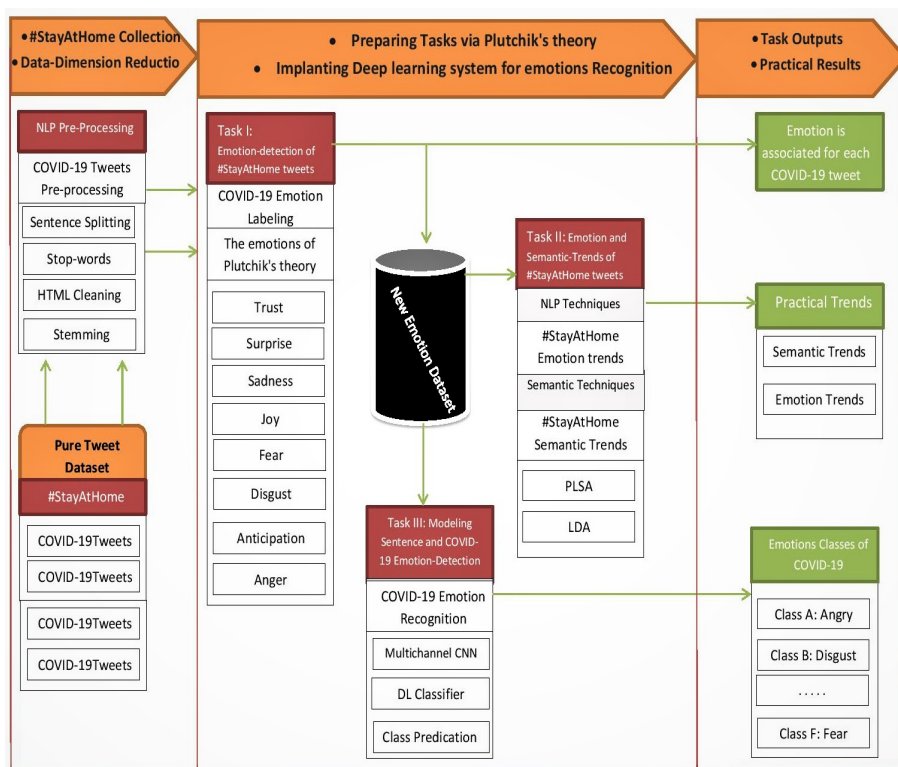 #StayAtHome Collection
Data-Dimension Reductio
Preparing Tasks via Plutchik's theory
Implanting Deep learning system for emotions Recognition
Task Outputs
Practical Results
NLP Pre-Processing
COVID-19 Tweets
Pre-processing
Sentence Splitting
Stop-words
HTML Cleaning
Stemming
Pure Tweet
Dataset
#StayAtHome
COVID-19Tweets
COVID-19Tweets
COVID-19Tweets
COVID-19Tweets
Task I:
Emotion-detection of
#StayAtHome tweets
COVID-19 Emotion
Labeling
The emotions of
Plutchik's theory
Trust
Surprise
Sadness
Joy
Fear
Disgust
Anticipation
Anger
New Emotion Dataset
Task II: Emotion and
Semantic-Trends of
#StayAtHome tweets
NLP Techniques
#StayAtHome
Emotion trends
Semantic Techniques
#StayAtHome
Semantic Trends
PLSA
LDA
Task III: Modeling
Sentence and COVID-
19 Emotion-Detection
COVID-19 Emotion
Recognition
Multichannel CNN
DL Classifier
Class Predication
Emotion is
associated for each
COVID-19 tweet
Practical Trends
Semantic Trends
Emotion Trends
Emotions Classes of
COVID-19
Class A: Angry
Class B: Disgust
. . . . .
Class F: Fear